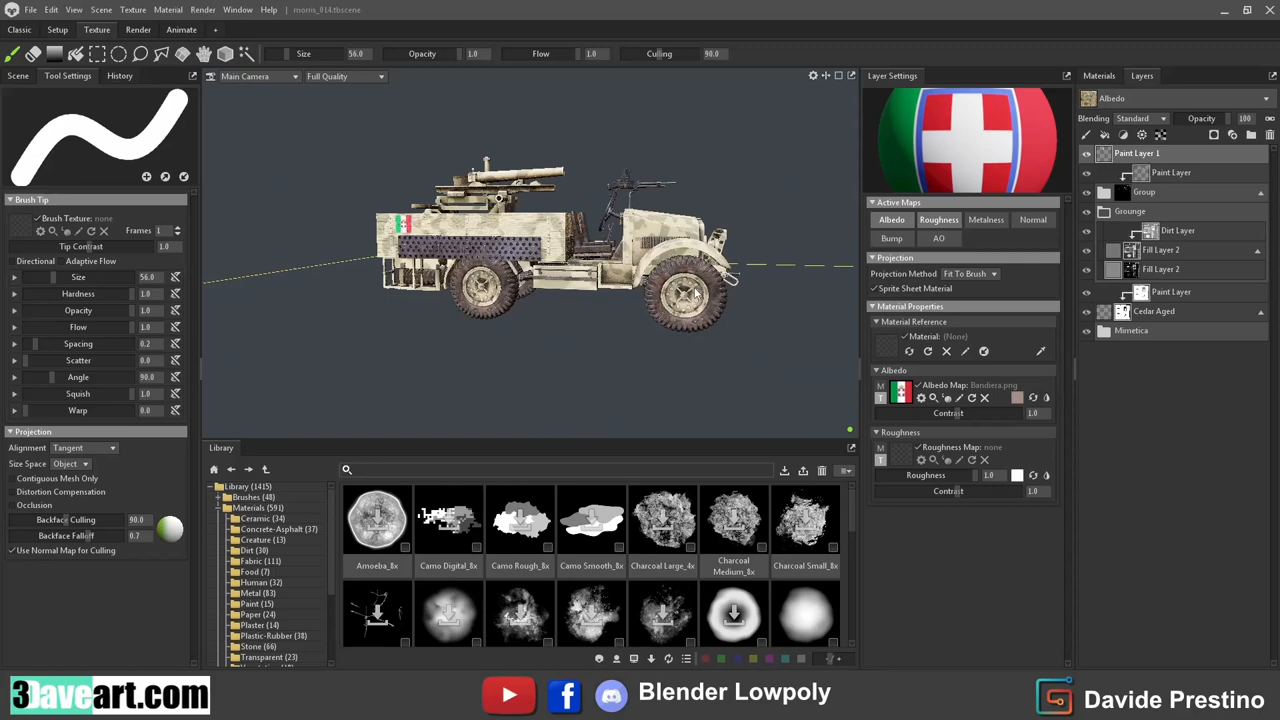 File Edit View Scene Texture Material Render Window Help morris_014.tbscene
Classic Setup Texture Render Animate +
Size 56.0 Opacity 1.0 Flow 1.0 Culling 90.0
Scene Tool Settings History
Main Camera Full Quality
Layer Settings
Materials Layers
Albedo
Blending Standard Opacity 100
Paint Layer 1
Paint Layer
Group
Grounge
Dirt Layer
Fill Layer 2
Fill Layer 2
Paint Layer
Cedar Aged
Mimetica
Brush Tip
Brush Texture: none
Frames 1
Tip Contrast 1.0
Directional Adaptive Flow
Size 56.0
Hardness 1.0
Opacity 1.0
Flow 1.0
Spacing 0.2
Scatter 0.0
Angle 90.0
Squish 1.0
Warp 0.0
Projection
Alignment Tangent
Size Space Object
Contiguous Mesh Only
Distortion Compensation
Occlusion
Backface Culling 90.0
Backface Falloff 0.7
Use Normal Map for Culling
Active Maps
Albedo Roughness Metalness Normal
Bump AO
Projection
Projection Method Fit To Brush
Sprite Sheet Material
Material Properties
Material Reference
M Material: (None)
Albedo
M Albedo Map: Bandiera.png
T
Contrast 1.0
Roughness
M Roughness Map: none
T
Roughness 1.0
Contrast 1.0
Library
Library (1415)
Brushes (48)
Materials (591)
Ceramic (34)
Concrete-Asphalt (37)
Creature (13)
Dirt (30)
Fabric (111)
Food (7)
Human (32)
Metal (83)
Paint (15)
Paper (24)
Plaster (14)
Plastic-Rubber (38)
Stone (66)
Transparent (23)
Amoeba_8x Camo Digital_8x Camo Rough_8x Camo Smooth_8x Charcoal Large_4x Charcoal Medium_8x Charcoal Small_8x
3Daveart.com
Blender Lowpoly
Davide Prestino